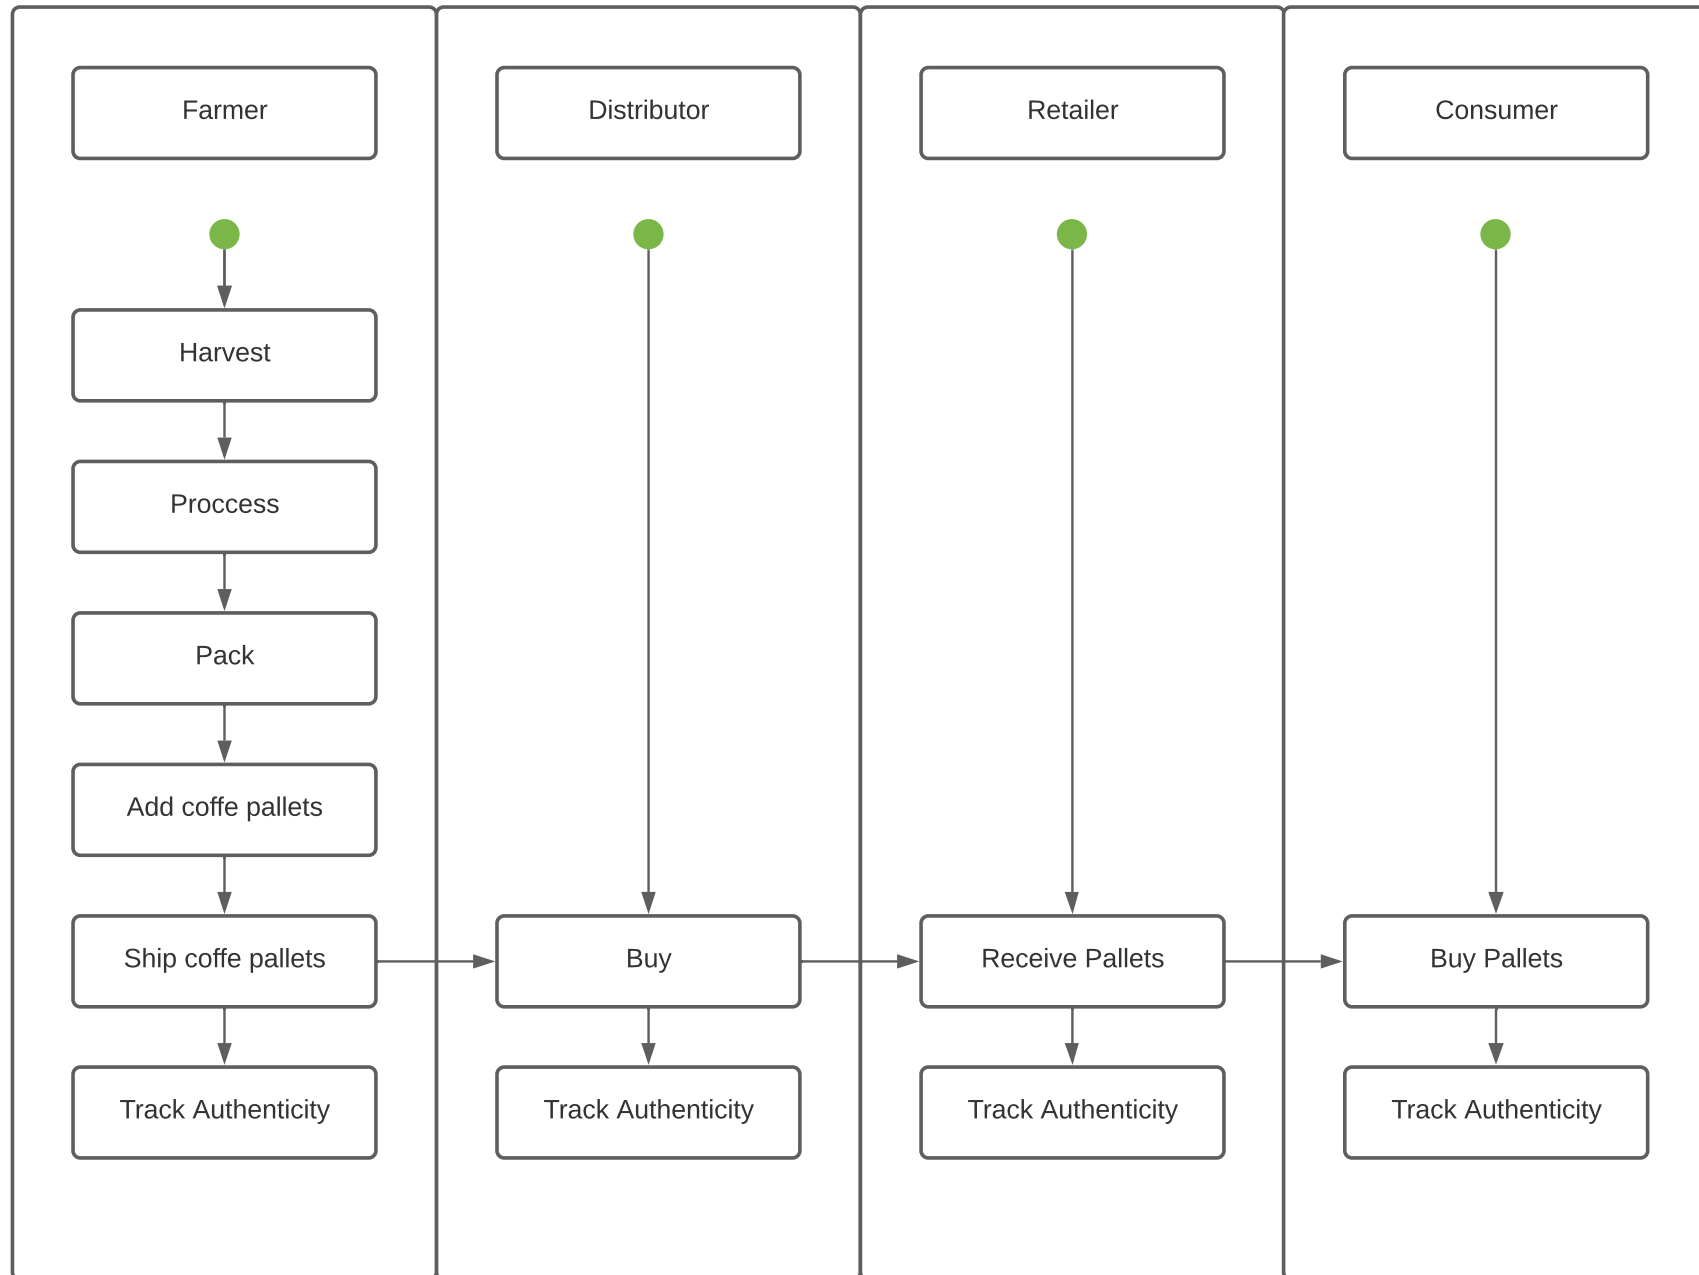 Farmer
Distributor
Retailer
Consumer
Harvest
Proccess
Pack
Add coffe pallets
Ship coffe pallets
Buy
Receive Pallets
Buy Pallets
Track Authenticity
Track Authenticity
Track Authenticity
Track Authenticity